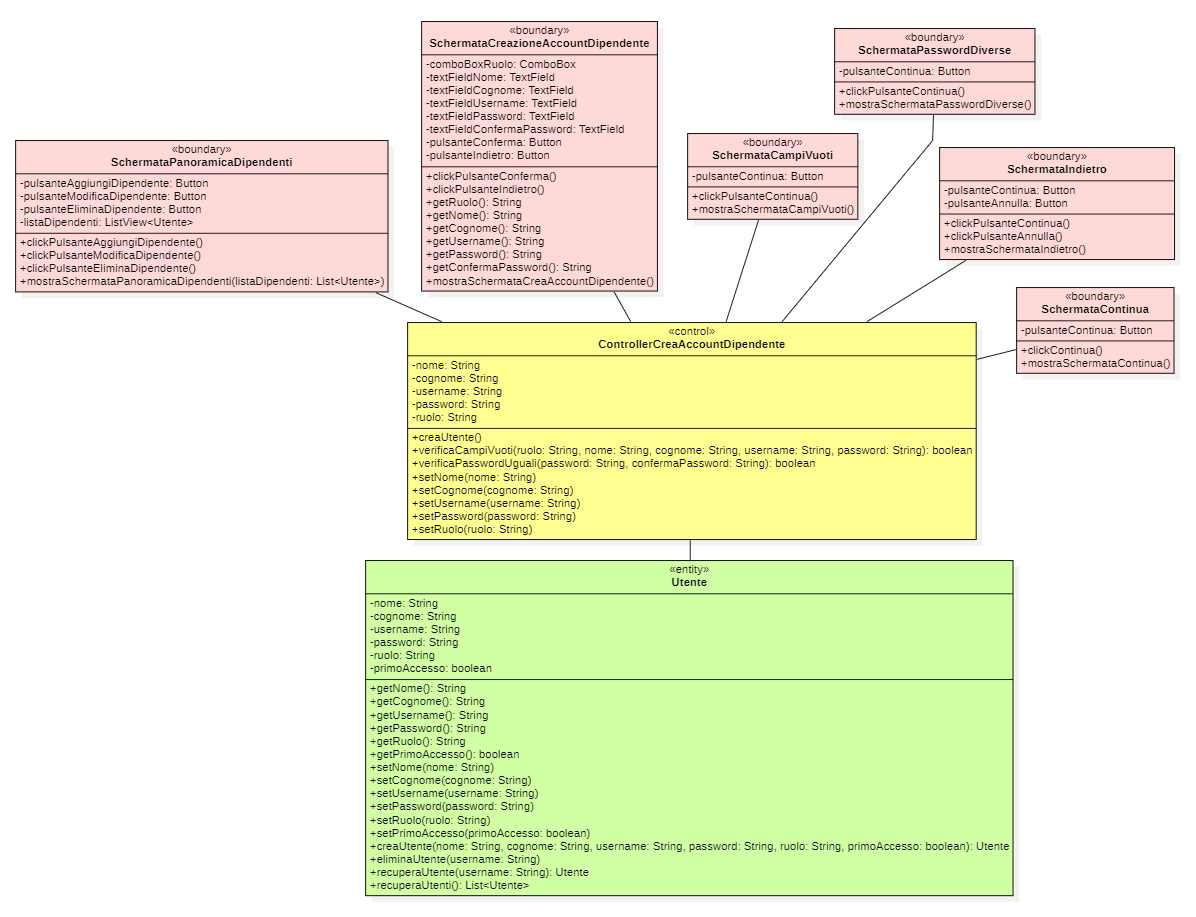 «boundary»
SchermataCreazioneAccountDipendente
-comboBoxRuolo: ComboBox
-textFieldNome: TextField
-textFieldCognome: TextField
-textFieldUsername: TextField
-textFieldPassword: TextField
-textFieldConfermaPassword: TextField
-pulsanteConferma: Button
-pulsanteIndietro: Button
+clickPulsanteConferma()
+clickPulsanteIndietro()
+getRuolo(): String
+getNome(): String
+getCognome(): String
+getUsername(): String
+getPassword(): String
+getConfermaPassword(): String
+mostraSchermataCreaAccountDipendente()
«boundary»
SchermataPasswordDiverse
-pulsanteContinua: Button
+clickPulsanteContinua()
+mostraSchermataPasswordDiverse()
«boundary»
SchermataPanoramicaDipendenti
-pulsanteAggiungiDipendente: Button
-pulsanteModificaDipendente: Button
-pulsanteEliminaDipendente: Button
-listaDipendenti: ListView<Utente>
+clickPulsanteAggiungiDipendente()
+clickPulsanteModificaDipendente()
+clickPulsanteEliminaDipendente()
+mostraSchermataPanoramicaDipendenti(listaDipendenti: List<Utente>)
«boundary»
SchermataCampiVuoti
-pulsanteContinua: Button
+clickPulsanteContinua()
+mostraSchermataCampiVuoti()
«boundary»
SchermataIndietro
-pulsanteContinua: Button
-pulsanteAnnulla: Button
+clickPulsanteContinua()
+clickPulsanteAnnulla()
+mostraSchermataIndietro()
«boundary»
SchermataContinua
-pulsanteContinua: Button
+clickContinua()
+mostraSchermataContinua()
«control»
ControllerCreaAccountDipendente
-nome: String
-cognome: String
-username: String
-password: String
-ruolo: String
+creaUtente()
+verificaCampiVuoti(ruolo: String, nome: String, cognome: String, username: String, password: String): boolean
+verificaPasswordUguali(password: String, confermaPassword: String): boolean
+setNome(nome: String)
+setCognome(cognome: String)
+setUsername(username: String)
+setPassword(password: String)
+setRuolo(ruolo: String)
«entity»
Utente
-nome: String
-cognome: String
-username: String
-password: String
-ruolo: String
-primoAccesso: boolean
+getNome(): String
+getCognome(): String
+getUsername(): String
+getPassword(): String
+getRuolo(): String
+getPrimoAccesso(): boolean
+setNome(nome: String)
+setCognome(cognome: String)
+setUsername(username: String)
+setPassword(password: String)
+setRuolo(ruolo: String)
+setPrimoAccesso(primoAccesso: boolean)
+creaUtente(nome: String, cognome: String, username: String, password: String, ruolo: String, primoAccesso: boolean): Utente
+eliminaUtente(username: String)
+recuperaUtente(username: String): Utente
+recuperaUtenti(): List<Utente>